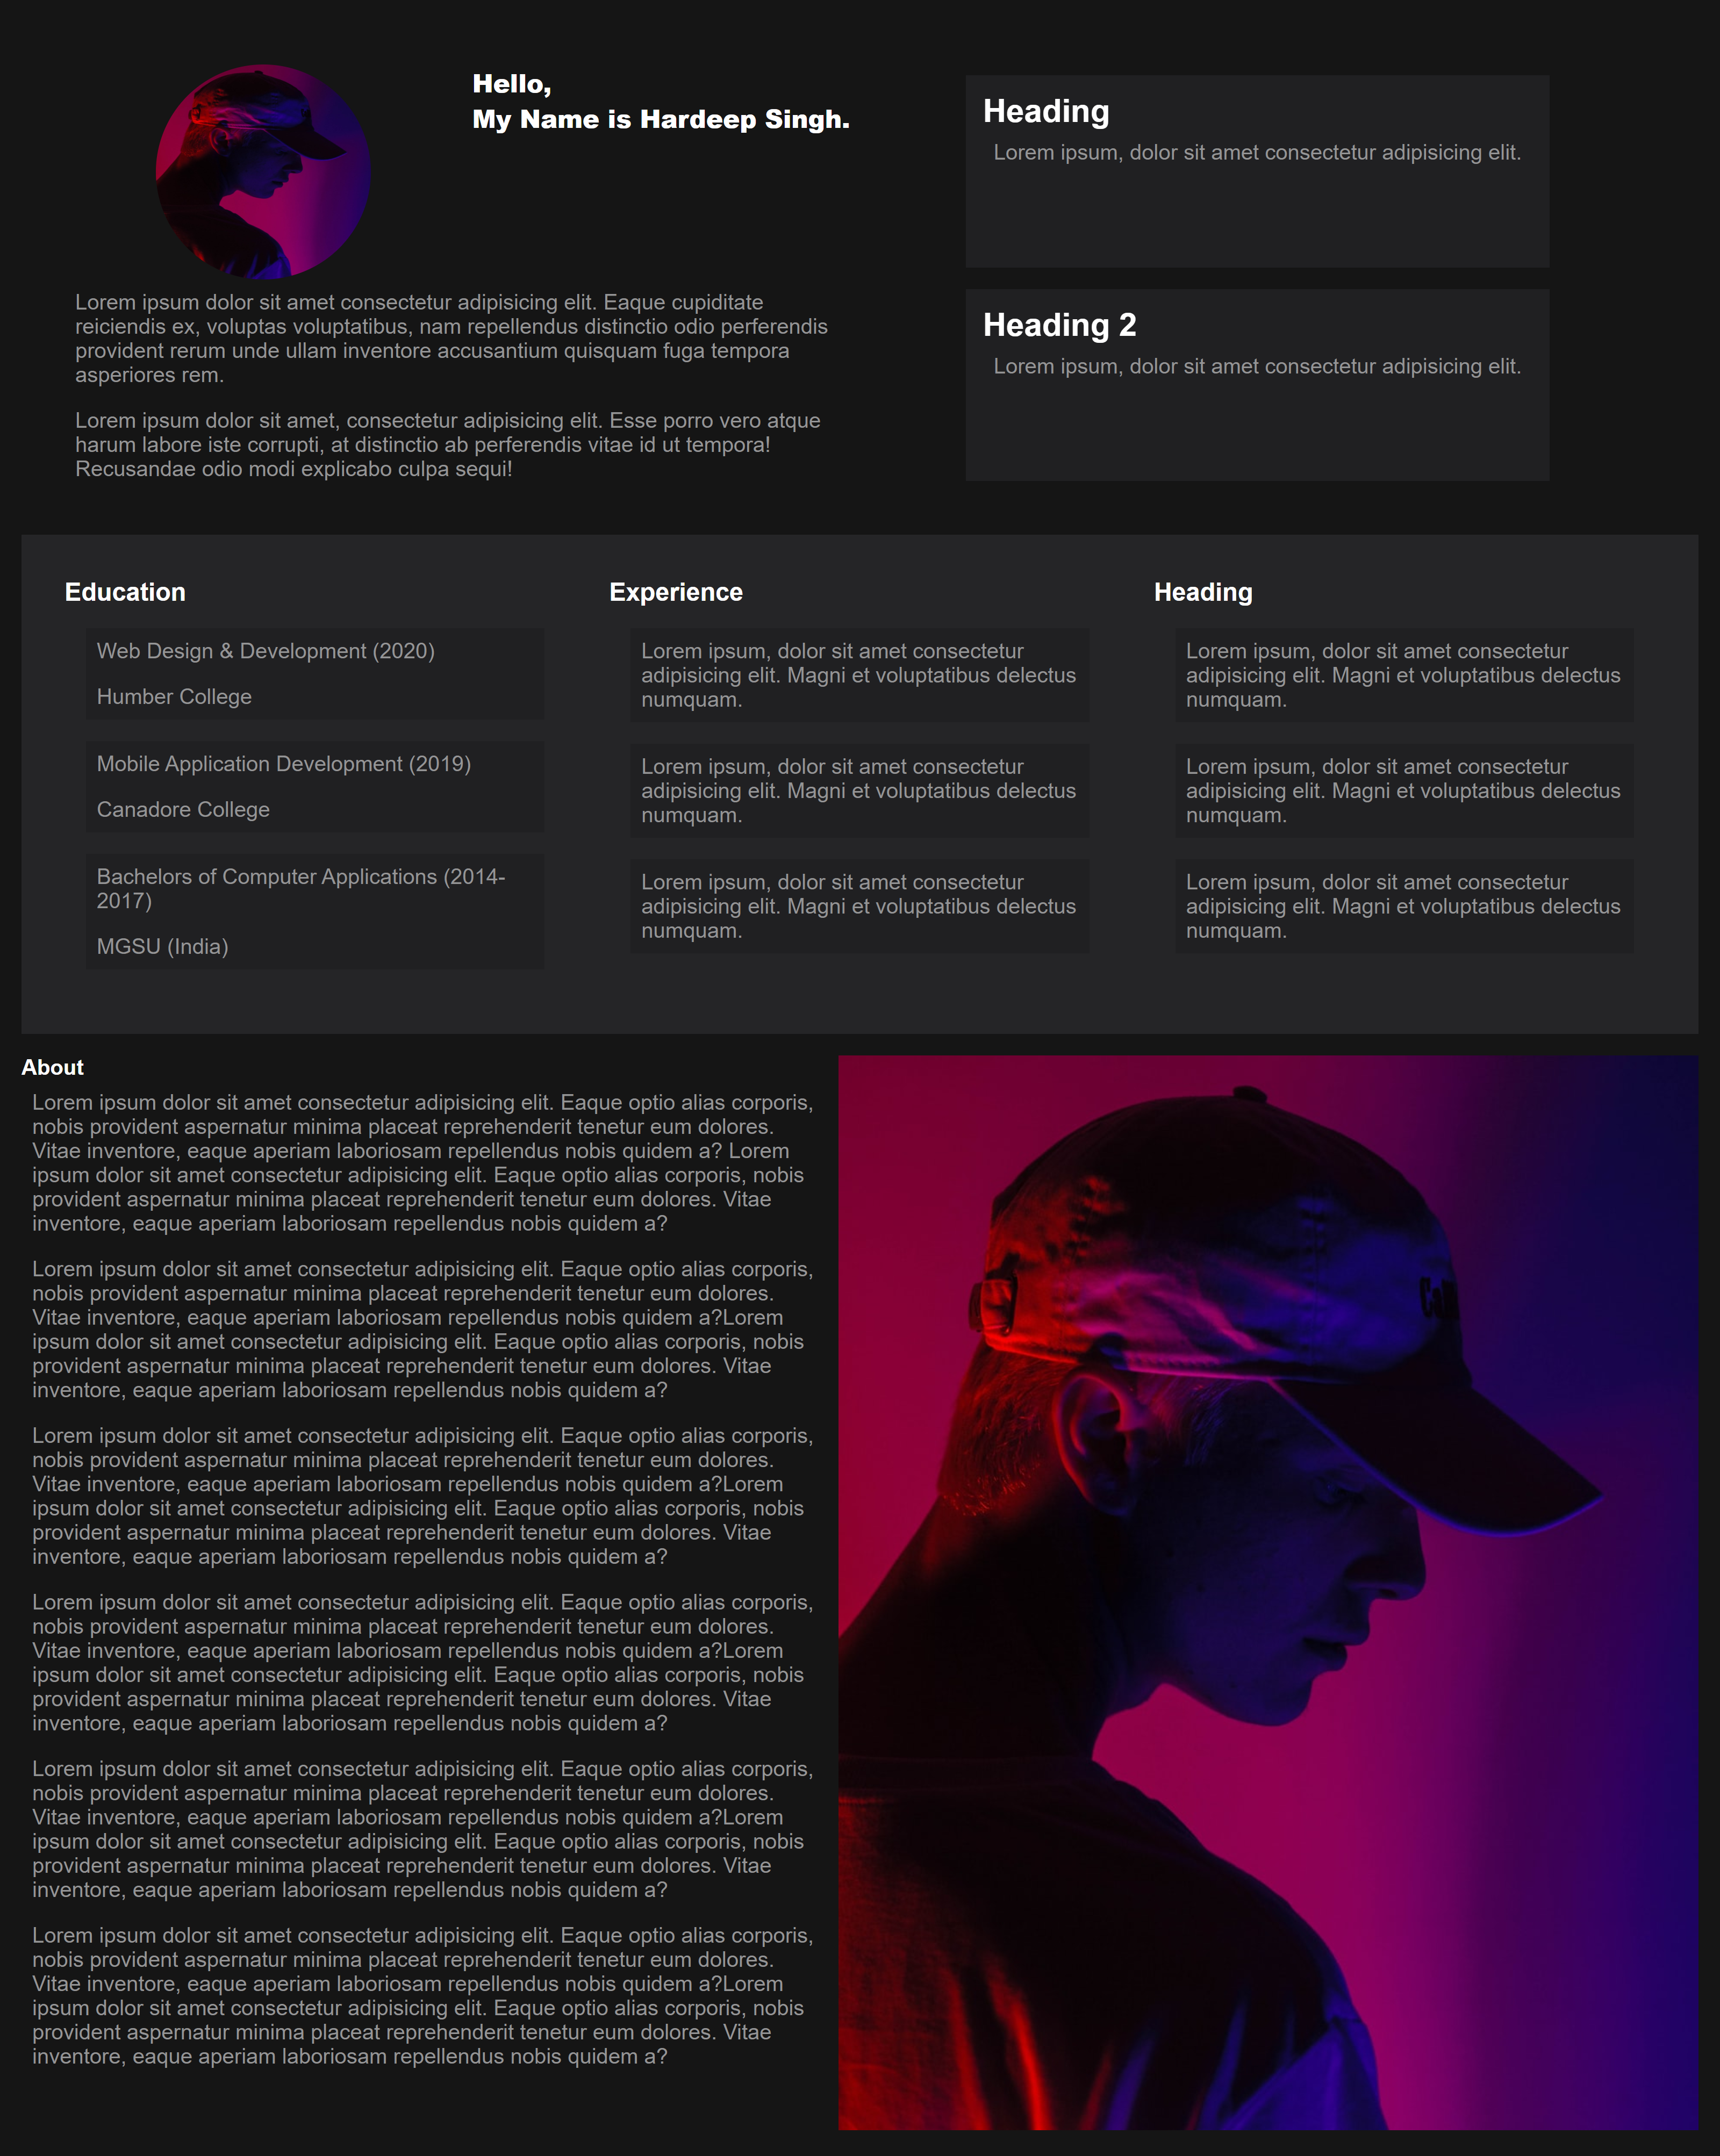 Hello,
My Name is Hardeep Singh.
Lorem ipsum dolor sit amet consectetur adipisicing elit. Eaque cupiditate
reiciendis ex, voluptas voluptatibus, nam repellendus distinctio odio perferendis
provident rerum unde ullam inventore accusantium quisquam fuga tempora
asperiores rem.
Lorem ipsum dolor sit amet, consectetur adipisicing elit. Esse porro vero atque
harum labore iste corrupti, at distinctio ab perferendis vitae id ut tempora!
Recusandae odio modi explicabo culpa sequi!
Heading
Lorem ipsum, dolor sit amet consectetur adipisicing elit.
Heading 2
Lorem ipsum, dolor sit amet consectetur adipisicing elit.
Education
Web Design & Development (2020)
Humber College
Mobile Application Development (2019)
Canadore College
Bachelors of Computer Applications (2014-
2017)
MGSU (India)
Experience
Lorem ipsum, dolor sit amet consectetur
adipisicing elit. Magni et voluptatibus delectus
numquam.
Lorem ipsum, dolor sit amet consectetur
adipisicing elit. Magni et voluptatibus delectus
numquam.
Lorem ipsum, dolor sit amet consectetur
adipisicing elit. Magni et voluptatibus delectus
numquam.
Heading
Lorem ipsum, dolor sit amet consectetur
adipisicing elit. Magni et voluptatibus delectus
numquam.
Lorem ipsum, dolor sit amet consectetur
adipisicing elit. Magni et voluptatibus delectus
numquam.
Lorem ipsum, dolor sit amet consectetur
adipisicing elit. Magni et voluptatibus delectus
numquam.
About
Lorem ipsum dolor sit amet consectetur adipisicing elit. Eaque optio alias corporis,
nobis provident aspernatur minima placeat reprehenderit tenetur eum dolores.
Vitae inventore, eaque aperiam laboriosam repellendus nobis quidem a? Lorem
ipsum dolor sit amet consectetur adipisicing elit. Eaque optio alias corporis, nobis
provident aspernatur minima placeat reprehenderit tenetur eum dolores. Vitae
inventore, eaque aperiam laboriosam repellendus nobis quidem a?
Lorem ipsum dolor sit amet consectetur adipisicing elit. Eaque optio alias corporis,
nobis provident aspernatur minima placeat reprehenderit tenetur eum dolores.
Vitae inventore, eaque aperiam laboriosam repellendus nobis quidem a?Lorem
ipsum dolor sit amet consectetur adipisicing elit. Eaque optio alias corporis, nobis
provident aspernatur minima placeat reprehenderit tenetur eum dolores. Vitae
inventore, eaque aperiam laboriosam repellendus nobis quidem a?
Lorem ipsum dolor sit amet consectetur adipisicing elit. Eaque optio alias corporis,
nobis provident aspernatur minima placeat reprehenderit tenetur eum dolores.
Vitae inventore, eaque aperiam laboriosam repellendus nobis quidem a?Lorem
ipsum dolor sit amet consectetur adipisicing elit. Eaque optio alias corporis, nobis
provident aspernatur minima placeat reprehenderit tenetur eum dolores. Vitae
inventore, eaque aperiam laboriosam repellendus nobis quidem a?
Lorem ipsum dolor sit amet consectetur adipisicing elit. Eaque optio alias corporis,
nobis provident aspernatur minima placeat reprehenderit tenetur eum dolores.
Vitae inventore, eaque aperiam laboriosam repellendus nobis quidem a?Lorem
ipsum dolor sit amet consectetur adipisicing elit. Eaque optio alias corporis, nobis
provident aspernatur minima placeat reprehenderit tenetur eum dolores. Vitae
inventore, eaque aperiam laboriosam repellendus nobis quidem a?
Lorem ipsum dolor sit amet consectetur adipisicing elit. Eaque optio alias corporis,
nobis provident aspernatur minima placeat reprehenderit tenetur eum dolores.
Vitae inventore, eaque aperiam laboriosam repellendus nobis quidem a?Lorem
ipsum dolor sit amet consectetur adipisicing elit. Eaque optio alias corporis, nobis
provident aspernatur minima placeat reprehenderit tenetur eum dolores. Vitae
inventore, eaque aperiam laboriosam repellendus nobis quidem a?
Lorem ipsum dolor sit amet consectetur adipisicing elit. Eaque optio alias corporis,
nobis provident aspernatur minima placeat reprehenderit tenetur eum dolores.
Vitae inventore, eaque aperiam laboriosam repellendus nobis quidem a?Lorem
ipsum dolor sit amet consectetur adipisicing elit. Eaque optio alias corporis, nobis
provident aspernatur minima placeat reprehenderit tenetur eum dolores. Vitae
inventore, eaque aperiam laboriosam repellendus nobis quidem a?